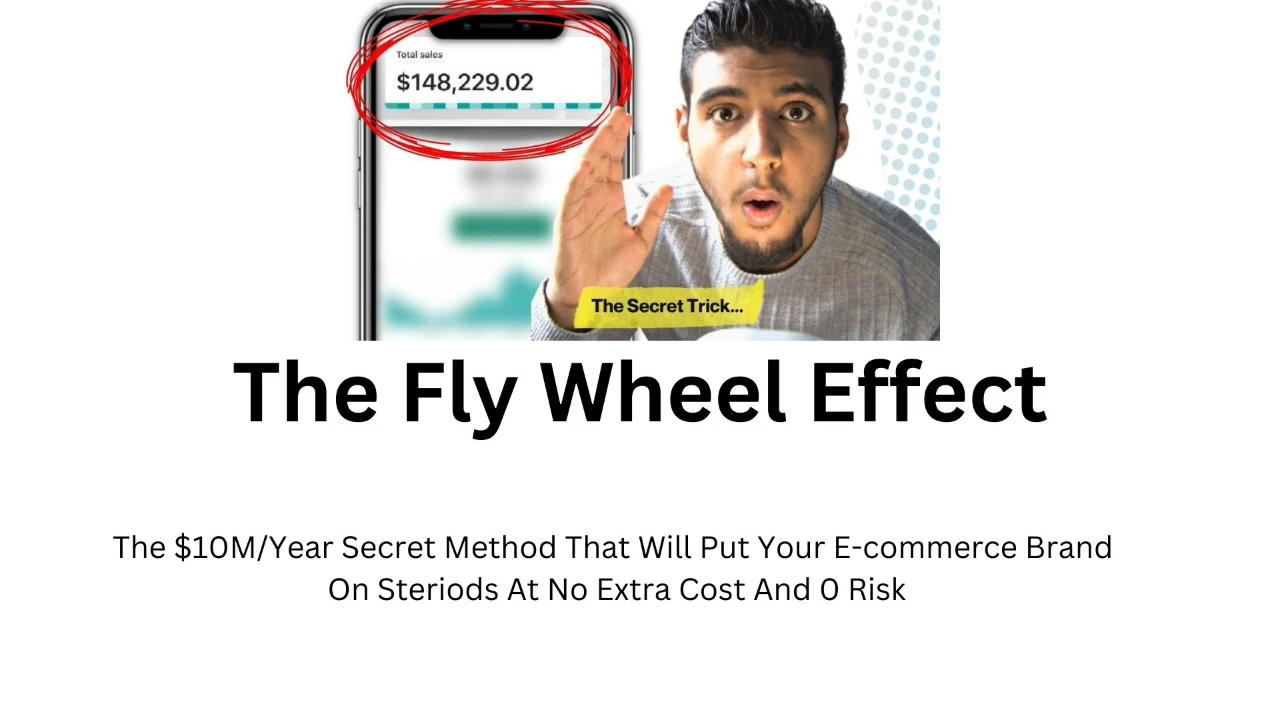 Total sales
$148,229.02
The Secret Trick...
The Fly Wheel Effect
The $10M/Year Secret Method That Will Put Your E-commerce Brand
On Steriods At No Extra Cost And 0 Risk